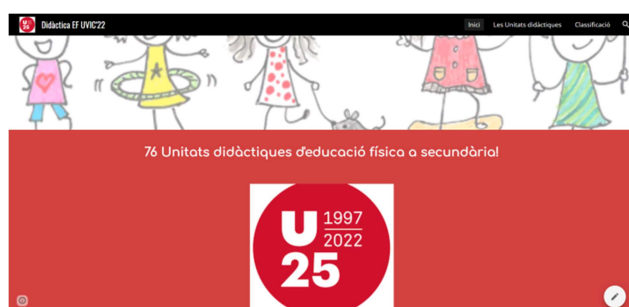 Didàctica EF UVIC'22
Inici Les Unitats didàctiques Classificació
76 Unitats didàctiques d'educació física a secundària!
U 1997
2022
25